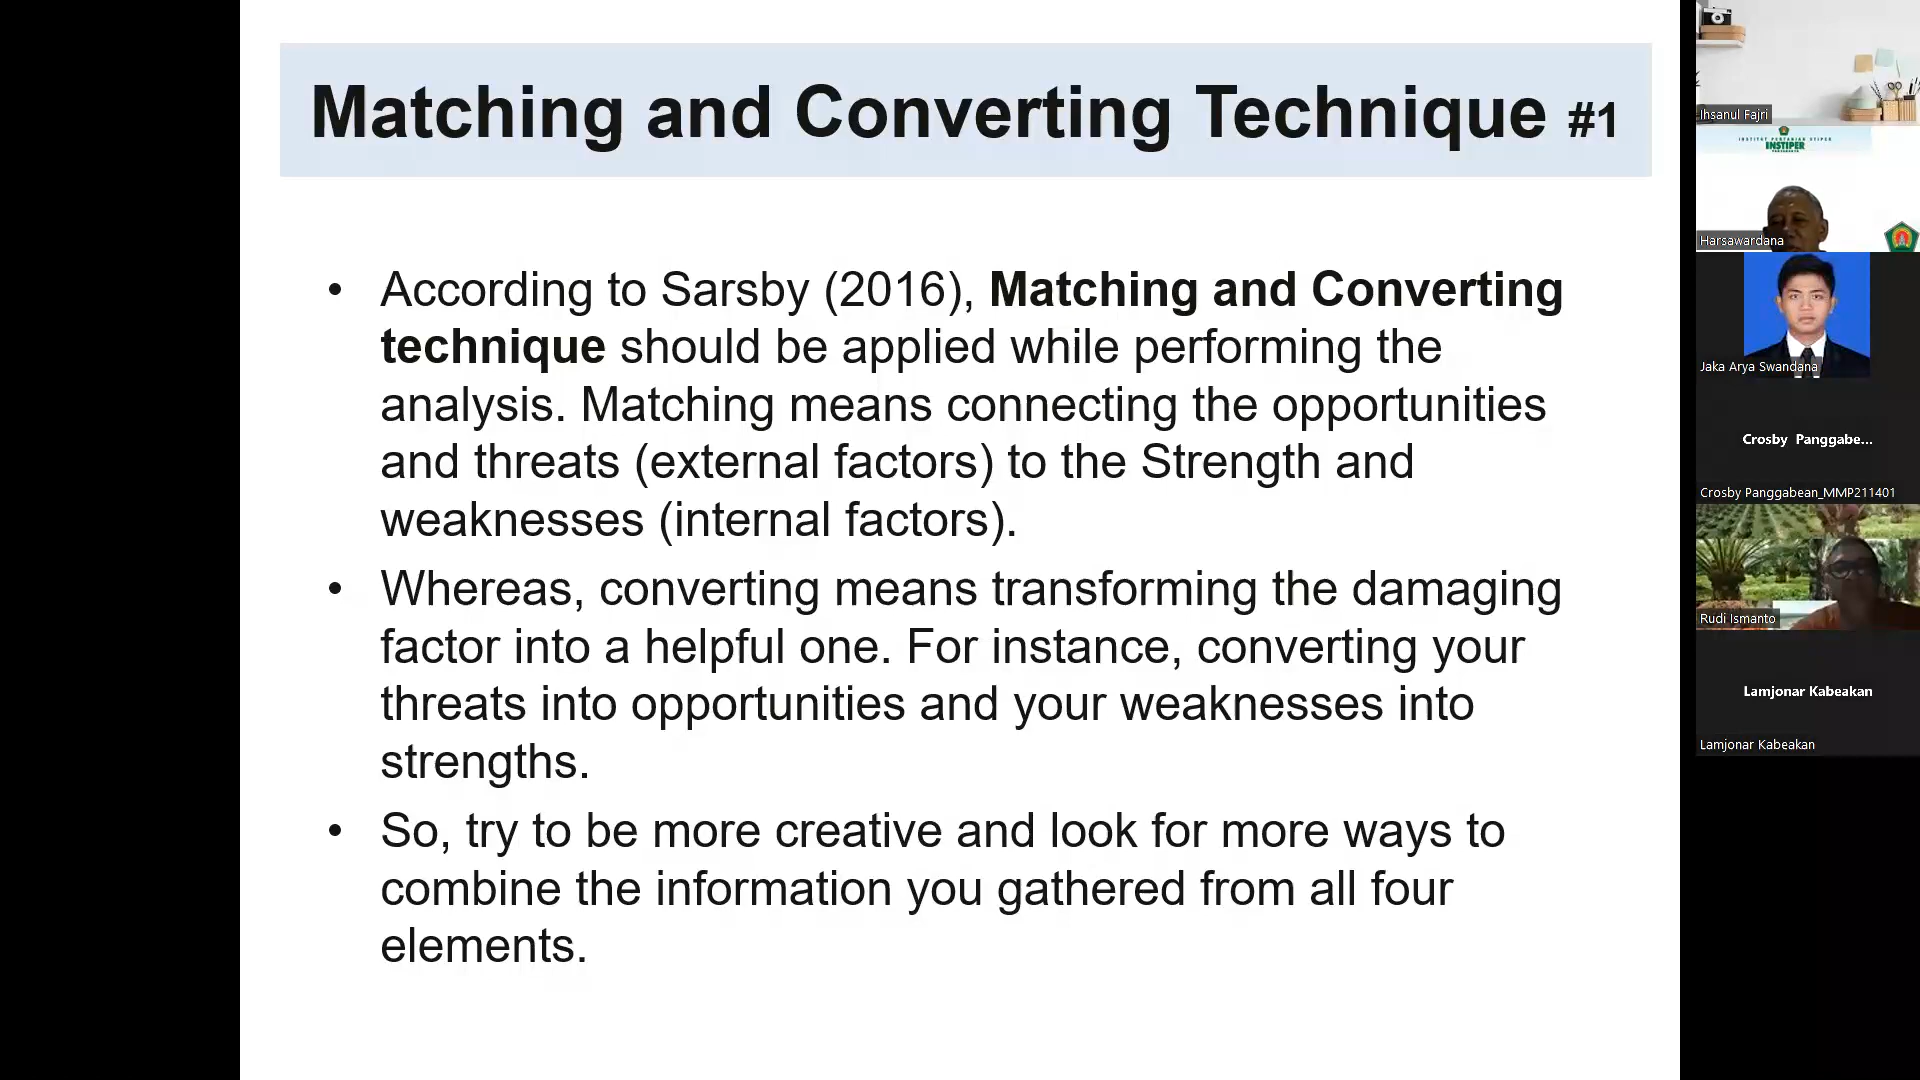 Matching and Converting Technique #1
• According to Sarsby (2016), Matching and Converting
technique should be applied while performing the
analysis. Matching means connecting the opportunities
and threats (external factors) to the Strength and
weaknesses (internal factors).
• Whereas, converting means transforming the damaging
factor into a helpful one. For instance, converting your
threats into opportunities and your weaknesses into
strengths.
• So, try to be more creative and look for more ways to
combine the information you gathered from all four
elements.
Ihsanul Fajri
INSTITUT PERTANIAN STIPER
INSTIPER
Harsawardana
Jaka Arya Swandana
Crosby Panggabe...
Crosby Panggabean_MMP211401
Rudi Ismanto
Lamjonar Kabeakan
Lamjonar Kabeakan